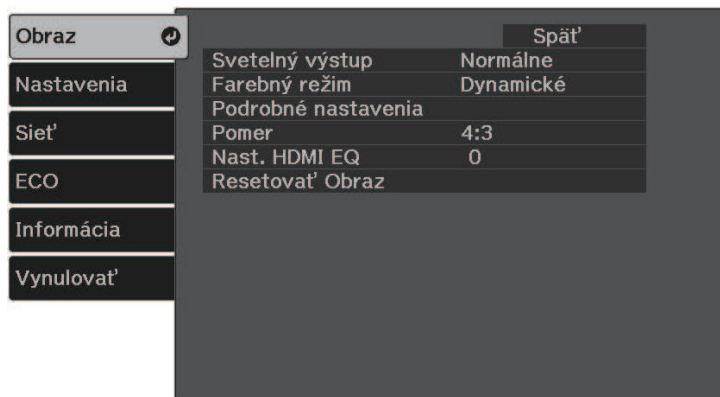 Obraz
Nastavenia
Sieť
ECO
Informácia
Vynulovať
Späť
Svetelný výstup Normálne
Farebný režim Dynamické
Podrobné nastavenia
Pomer 4:3
Nast. HDMI EQ 0
Resetovať Obraz